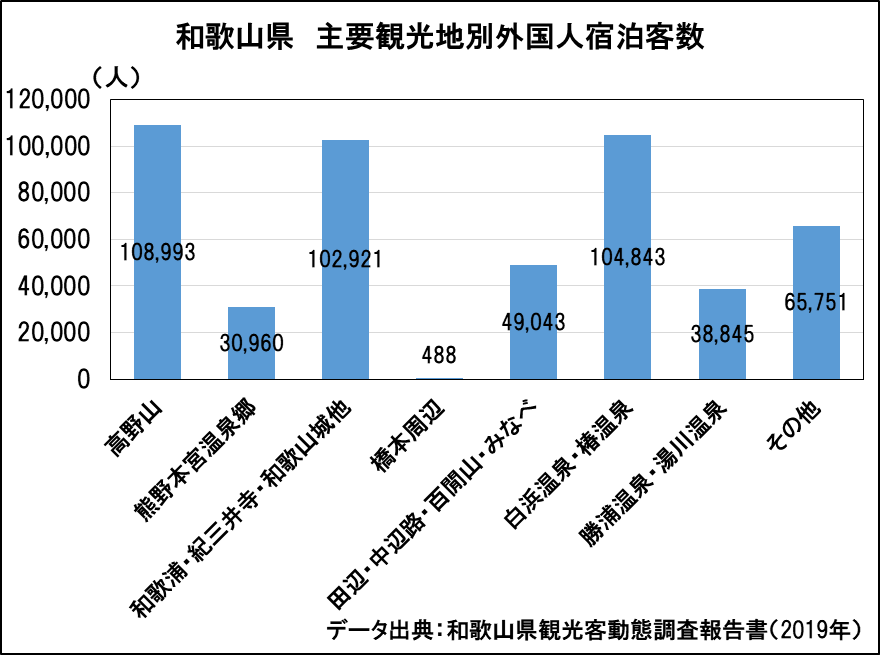 和歌山県　主要観光地別外国人宿泊客数
（人）
120,000
100,000
80,000
60,000
40,000
20,000
0
108,993
30,960
102,921
488
49,043
104,843
38,845
65,751
高野山
熊野本宮温泉郷
和歌浦・紀三井寺・和歌山城他
橋本周辺
田辺・中辺路・百間山・みなべ
白浜温泉・椿温泉
勝浦温泉・湯川温泉
その他
データ出典：和歌山県観光客動態調査報告書（2019年）